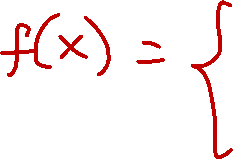 f(x) = {